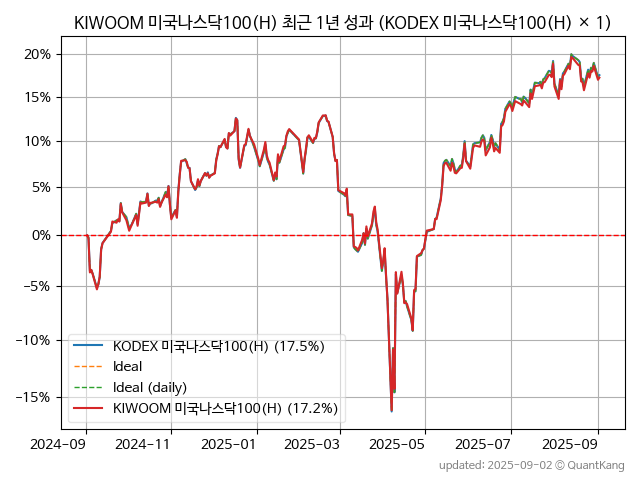 KIWOOM 미국나스닥100(H) 최근 1년 성과 (KODEX 미국나스닥100(H) × 1)
20%
15%
10%
5%
0%
−5%
−10%
−15%
KODEX 미국나스닥100(H) (17.5%)
Ideal
Ideal (daily)
KIWOOM 미국나스닥100(H) (17.2%)
2024-09 2024-11 2025-01 2025-03 2025-05 2025-07 2025-09
updated: 2025-09-02 © QuantKang